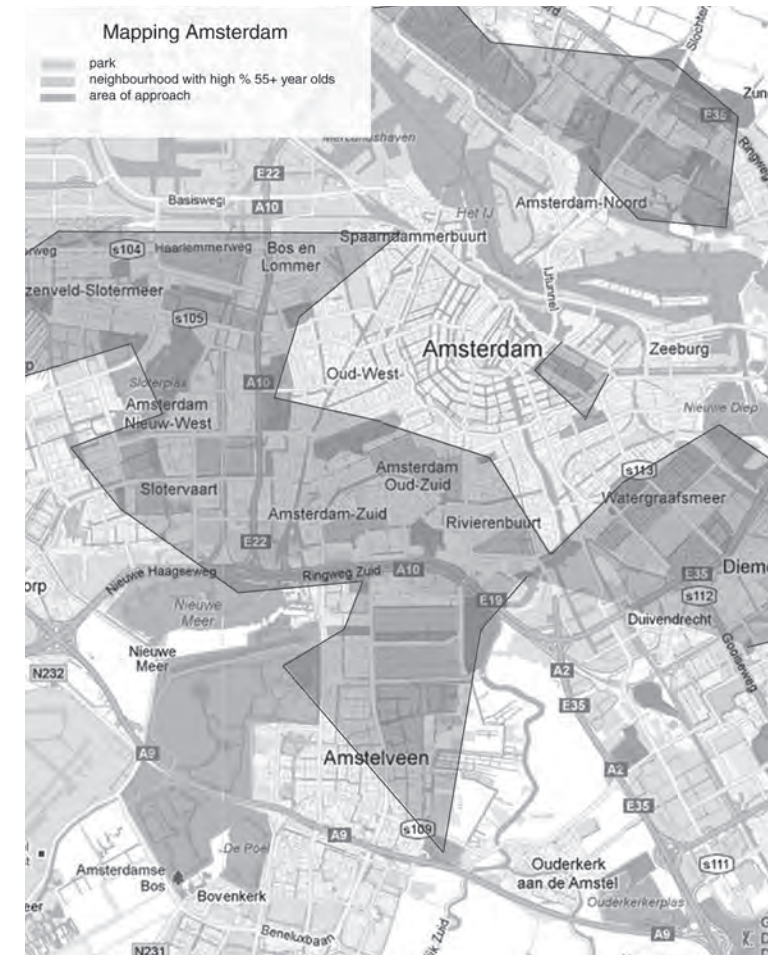 Mapping Amsterdam
park
neighbourhood with high % 55+ year olds
area of approach
E35
Ringweg
E22
Basisweg
A10
Het IJ
Amsterdam-Noord
Spaarndammerbuurt
s104
Haarlemmerweg
Bos en
Lommer
IJtunnel
zenveld-Slotermeer
s105
Amsterdam
Zeeburg
Oud-West
A10
Sloterplas
Amsterdam
Nieuw-West
Nieuwe Diep
Amsterdam
Oud-Zuid
s113
Slotervaart
Watergraafsmeer
Amsterdam-Zuid
Rivierenbuurt
E22
Nieuwe Haagseweg
Ringweg Zuid
A10
E35
Diem
s112
orp
E19
Nieuwe
Meer
Duivendrecht
Gooiseweg
Nieuwe
Meer
N232
A2
E35
A9
Amstelveen
A2
E35
s109
A9
De Poel
s111
Amsterdamse
Bos
Ouderkerk
aan de Amstel
Bovenkerk
Ouderkerkerplas
Beneluxbaan
A9
N231